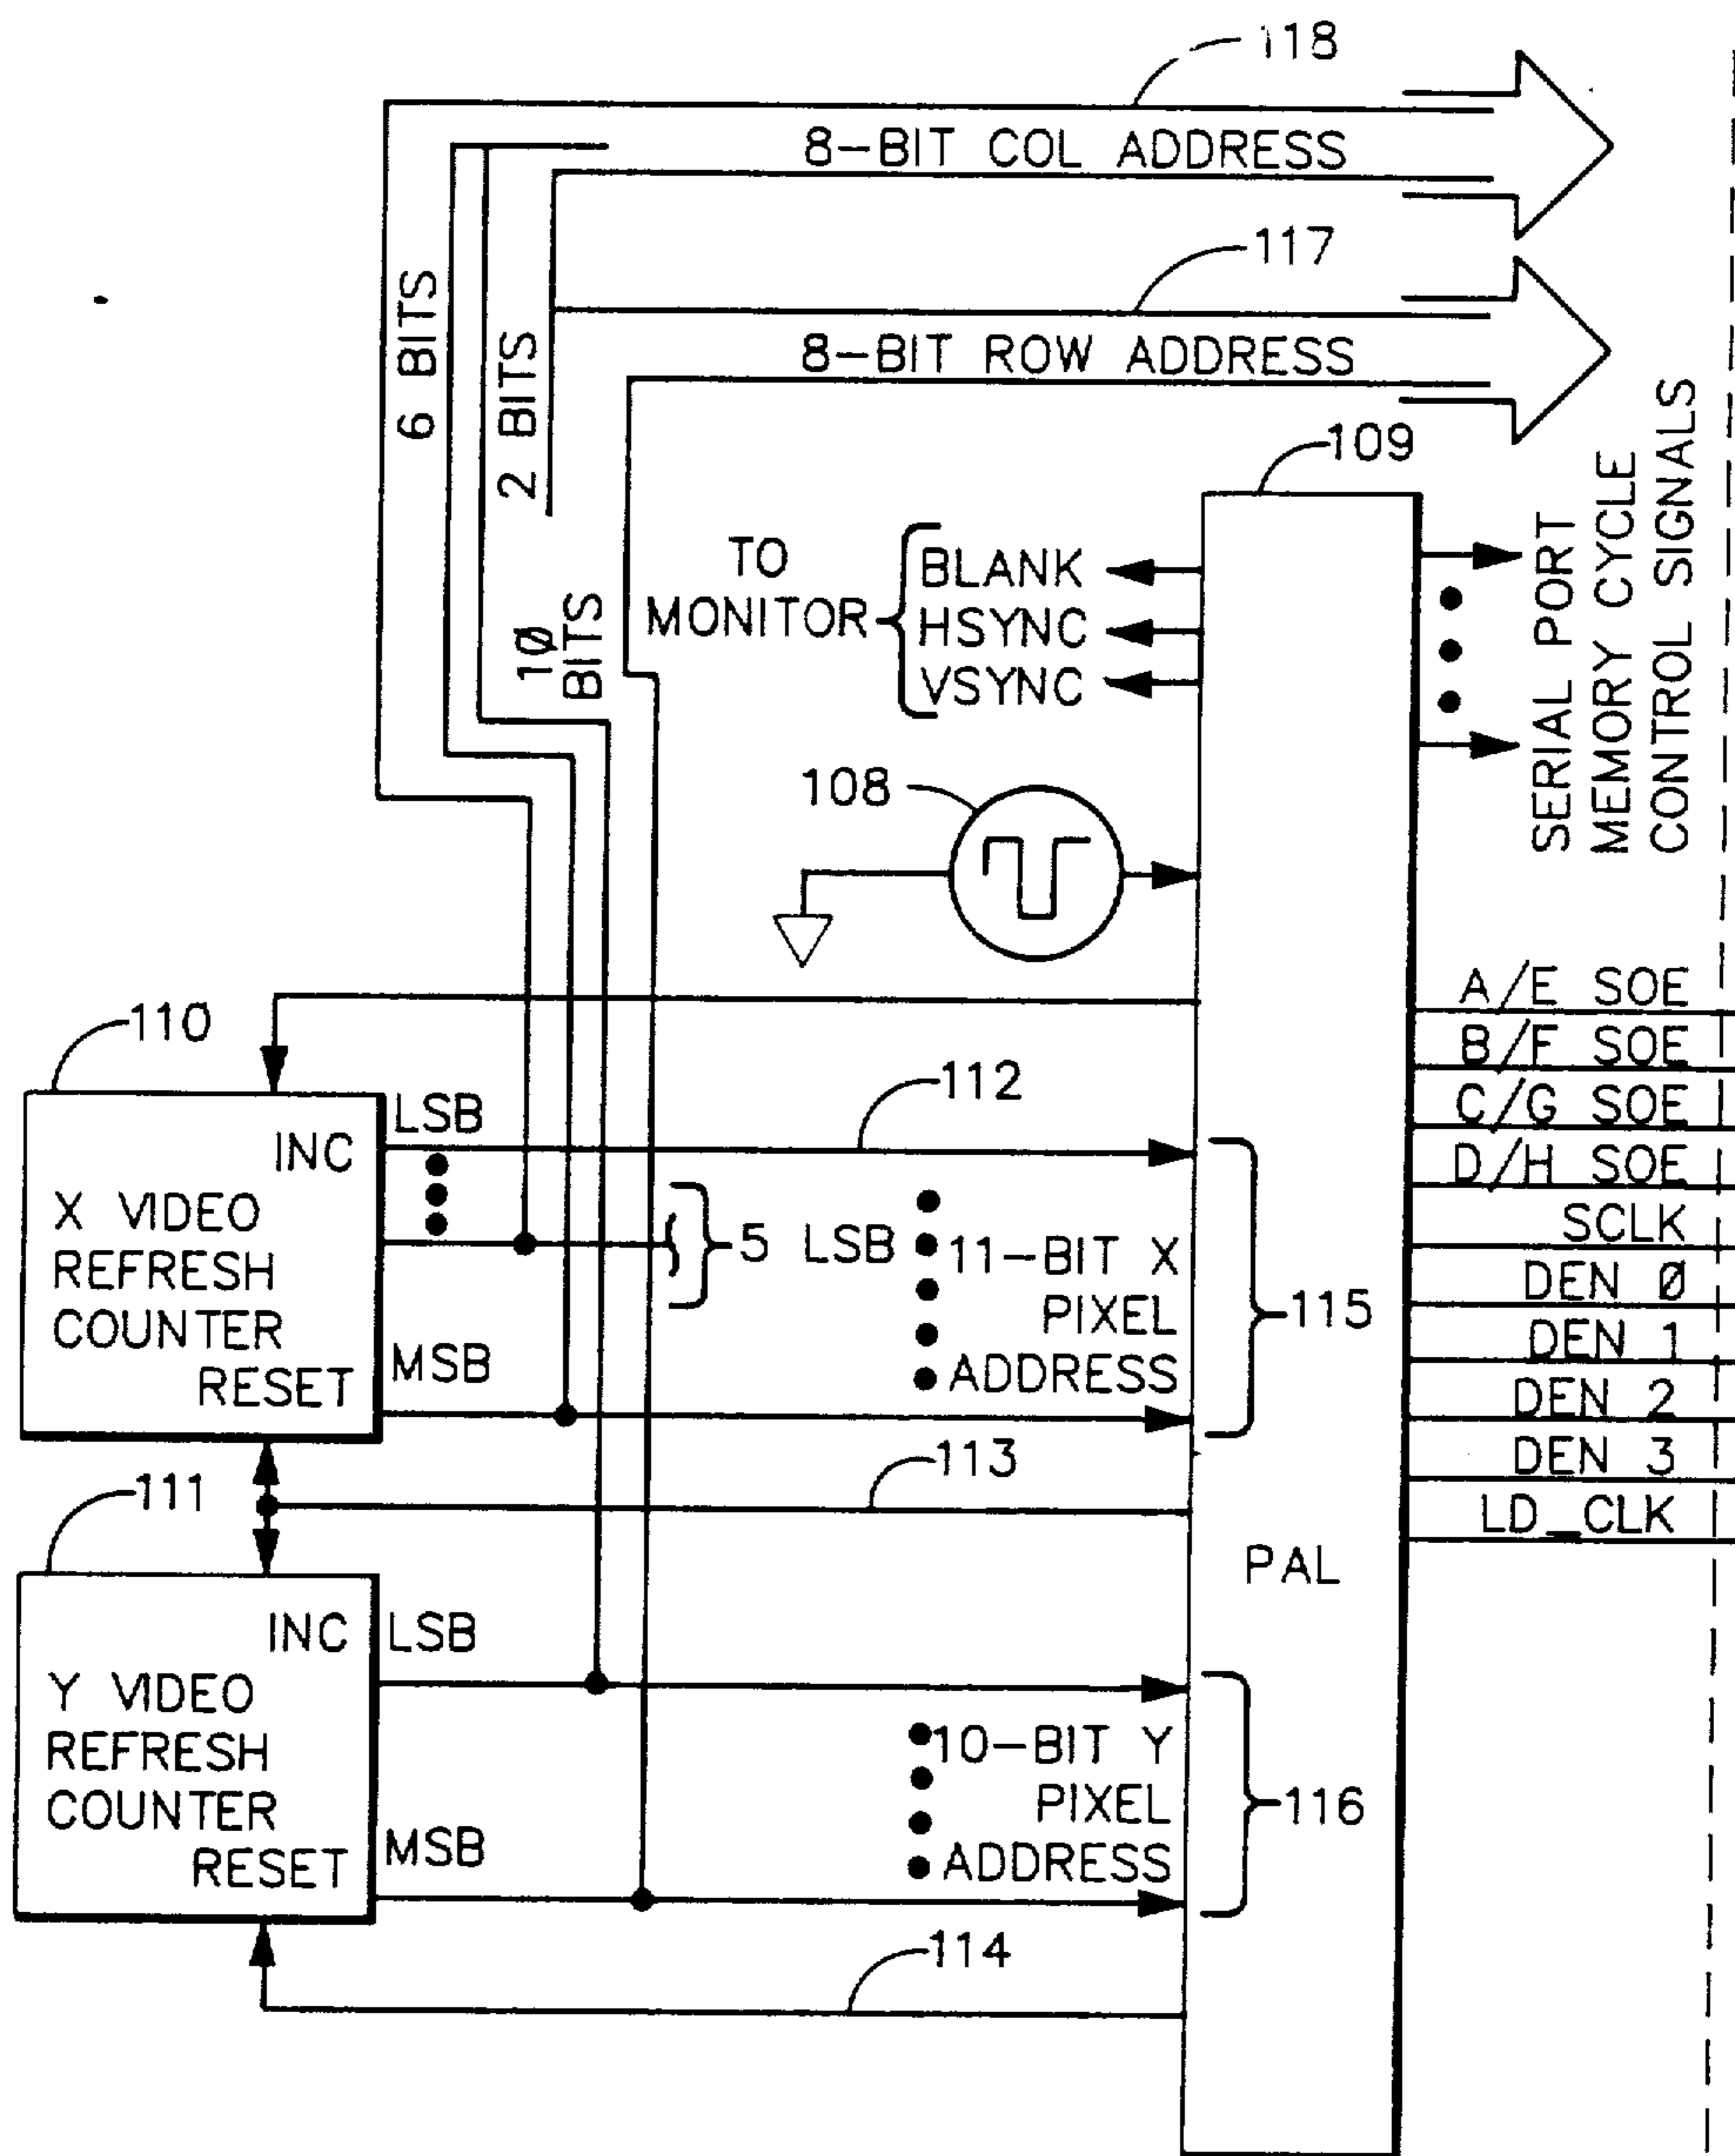 118
8-BIT COL ADDRESS
117
8-BIT ROW ADDRESS
6 BITS
2 BITS
1Ø
BITS
109
TO
MONITOR
BLANK
HSYNC
VSYNC
SERIAL PORT
MEMORY CYCLE
CONTROL SIGNALS
108
110
INC
X VIDEO
REFRESH
COUNTER
RESET
LSB
MSB
112
5 LSB
11-BIT X
PIXEL
ADDRESS
115
A/E SOE
B/F SOE
C/G SOE
D/H SOE
SCLK
DEN Ø
DEN 1
DEN 2
DEN 3
LD_CLK
113
111
INC
Y VIDEO
REFRESH
COUNTER
RESET
LSB
MSB
PAL
10-BIT Y
PIXEL
ADDRESS
116
114